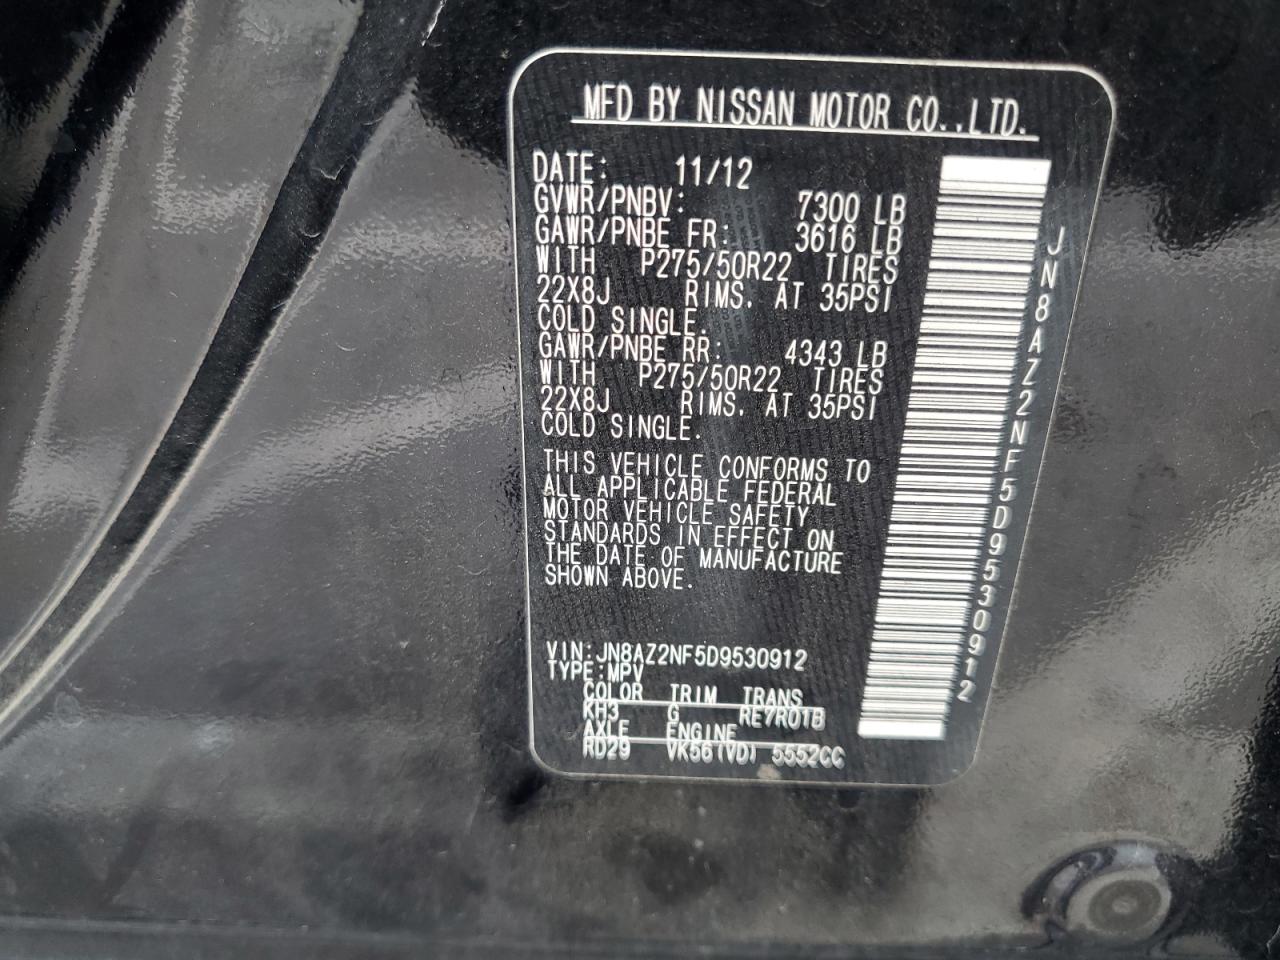 MFD BY NISSAN MOTOR CO.,LTD.
DATE: 11/12
GVWR/PNBV: 7300 LB
GAWR/PNBE FR: 3616 LB
WITH P275/50R22 TIRES
22X8J RIMS. AT 35PSI
COLD SINGLE.
GAWR/PNBE RR: 4343 LB
WITH P275/50R22 TIRES
22X8J RIMS. AT 35PSI
COLD SINGLE.
THIS VEHICLE CONFORMS TO
ALL APPLICABLE FEDERAL
MOTOR VEHICLE SAFETY
STANDARDS IN EFFECT ON
THE DATE OF MANUFACTURE
SHOWN ABOVE.
VIN:JN8AZ2NF5D9530912
TYPE:MPV
COLOR TRIM TRANS
KH3 G RE7R01B
AXLE ENGINE
RD29 VK56(VD) 5552CC
JN8AZ2NF5D9530912